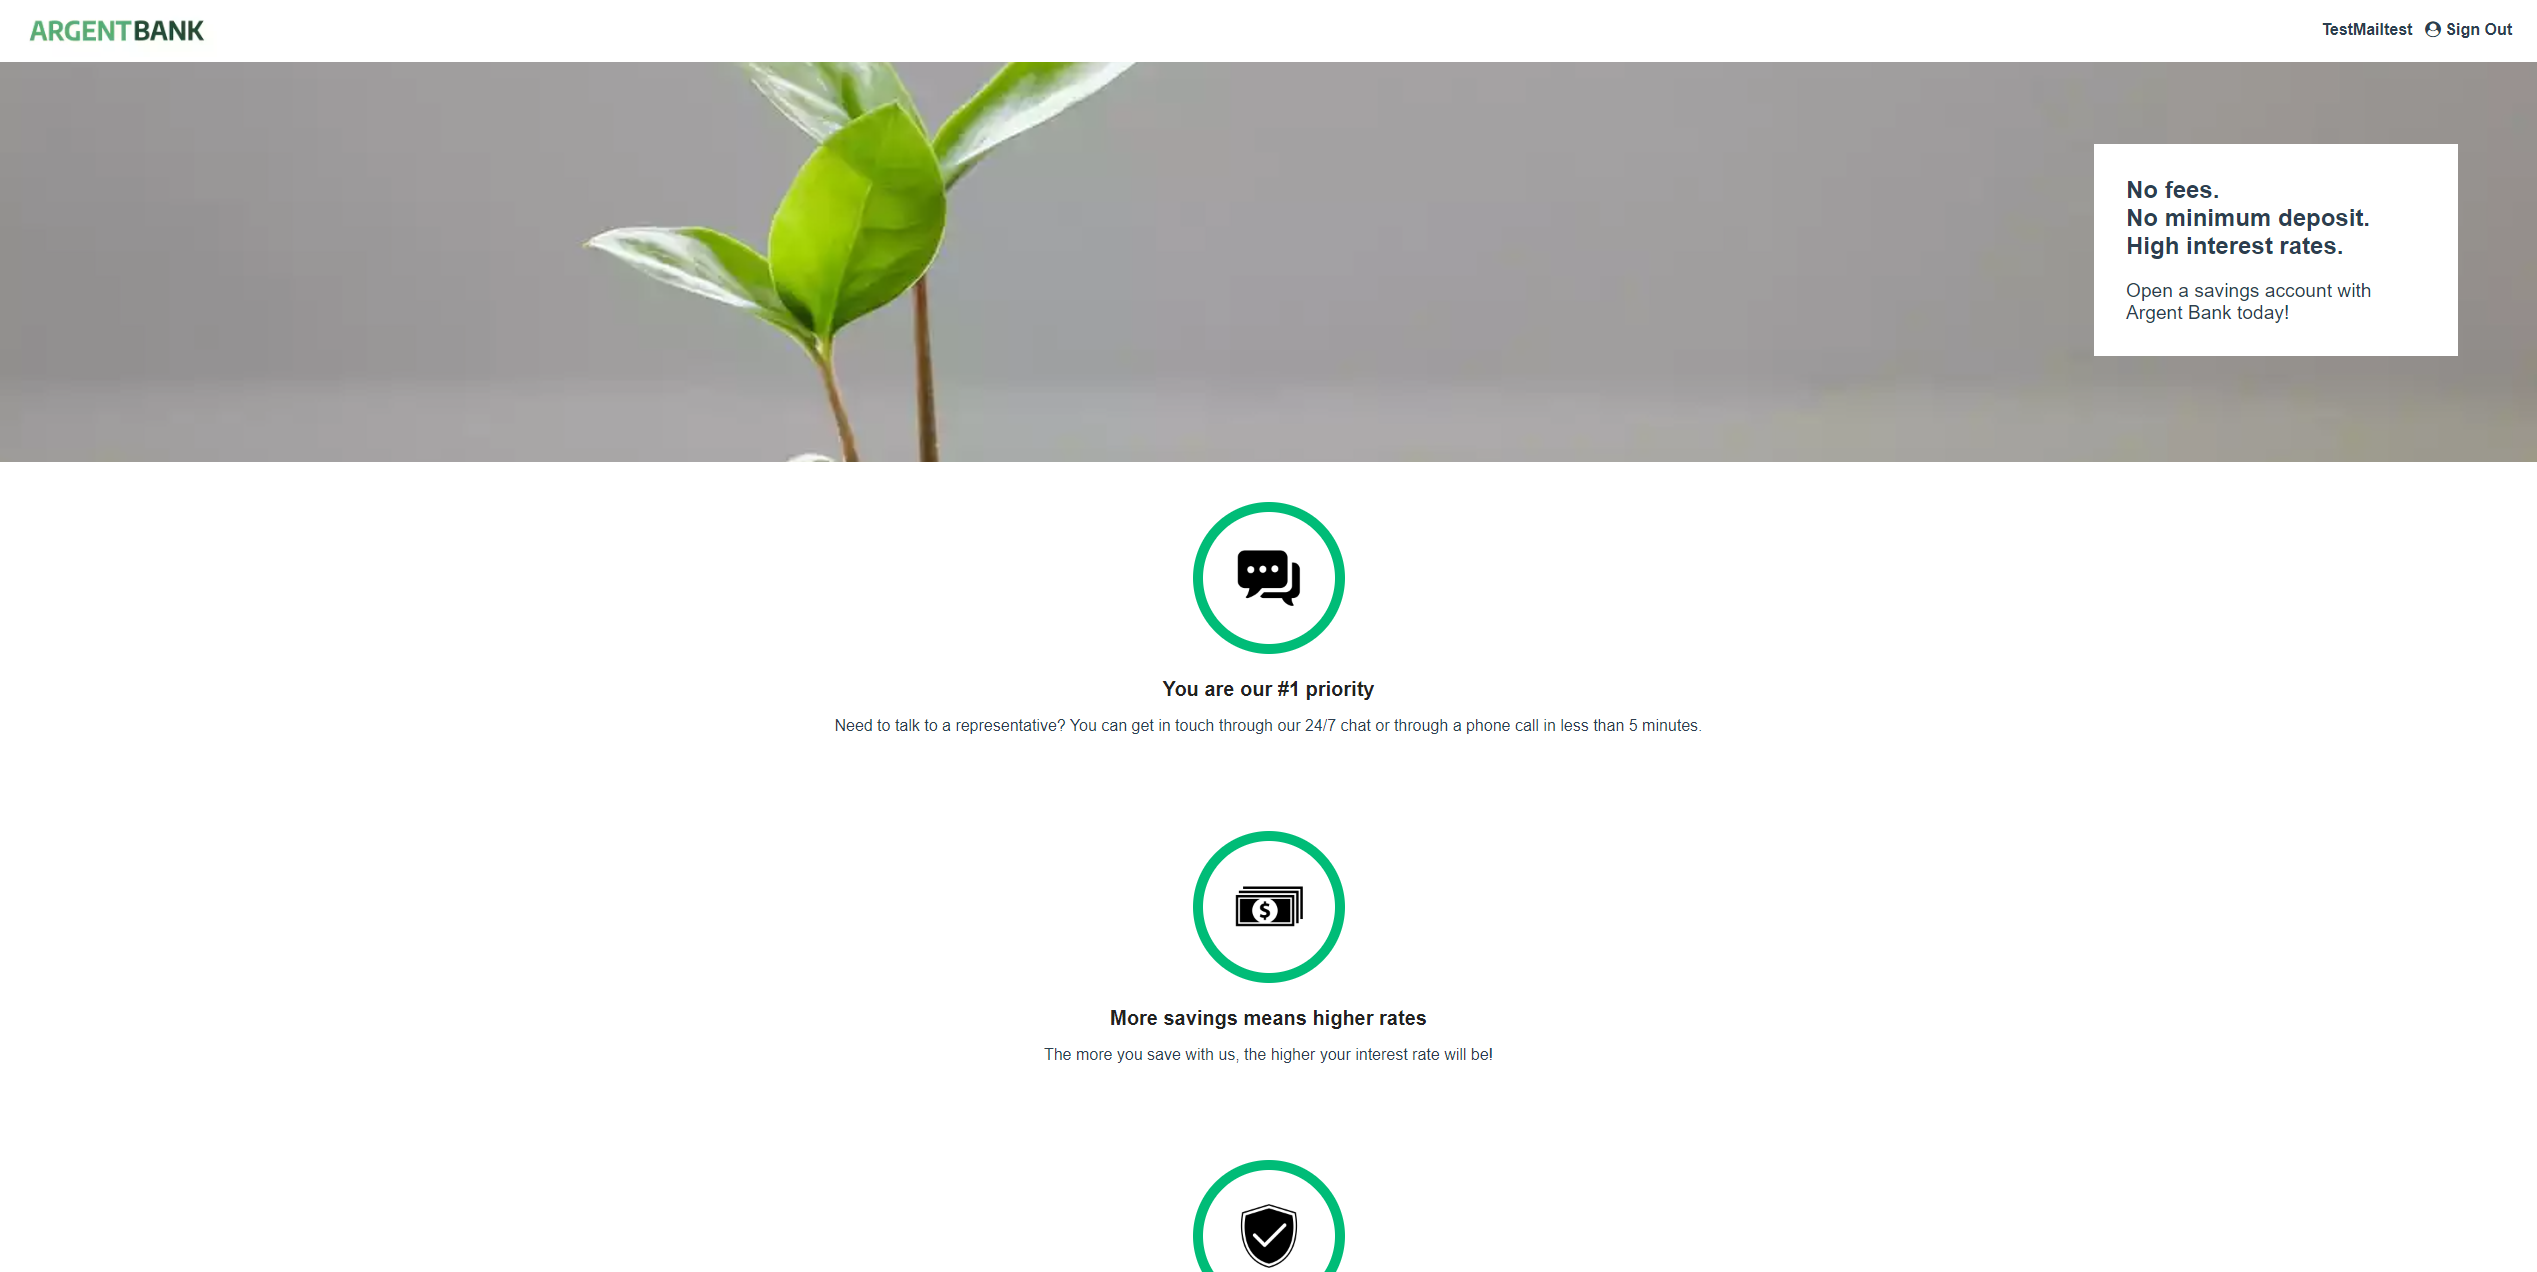 ARGENTBANK
TestMailtest Sign Out
No fees.
No minimum deposit.
High interest rates.
Open a savings account with
Argent Bank today!
You are our #1 priority
Need to talk to a representative? You can get in touch through our 24/7 chat or through a phone call in less than 5 minutes.
$
More savings means higher rates
The more you save with us, the higher your interest rate will be!